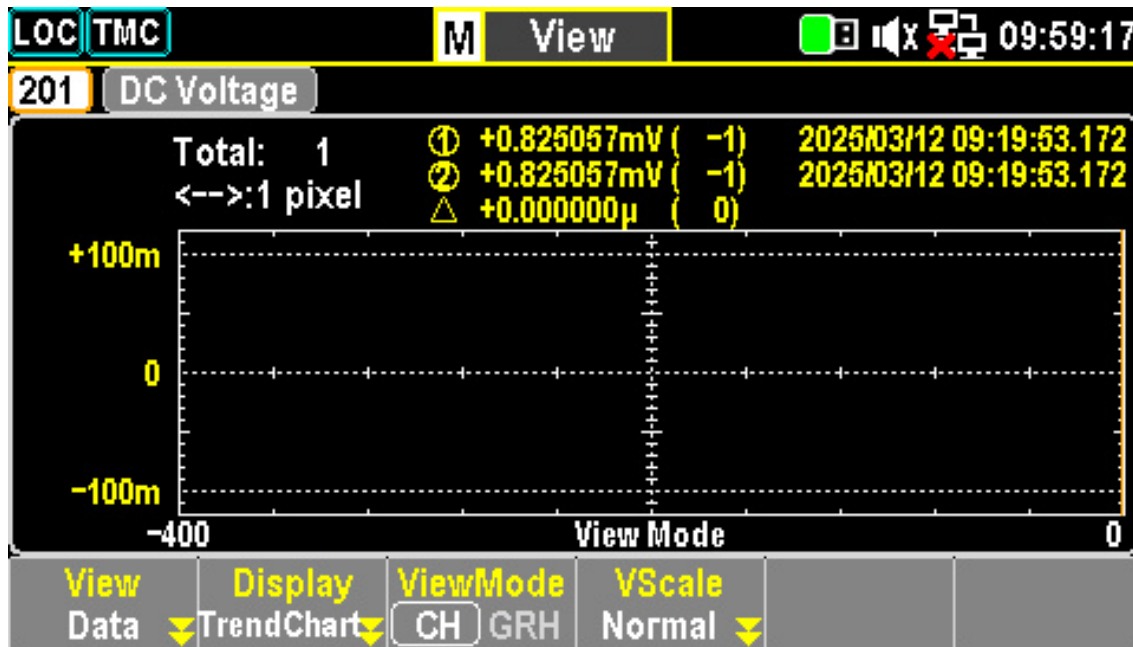 LOC TMC M View 09:59:17
201 DC Voltage
Total: 1
<-->:1 pixel
① +0.825057mV ( -1) 2025/03/12 09:19:53.172
② +0.825057mV ( -1) 2025/03/12 09:19:53.172
△ +0.000000µ ( 0)
+100m
0
-100m
-400 View Mode 0
View Display ViewMode VScale
Data TrendChart CH GRH Normal